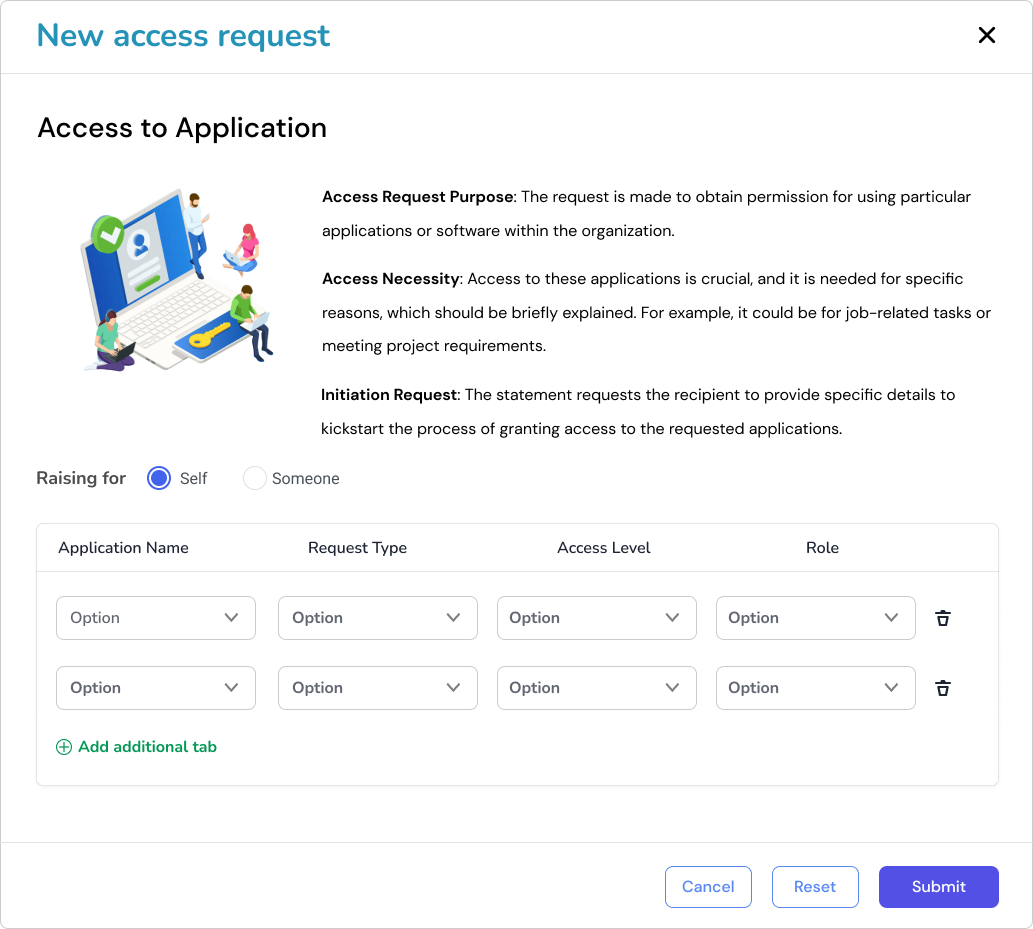 New access request
Access to Application
Access Request Purpose: The request is made to obtain permission for using particular
applications or software within the organization.
Access Necessity: Access to these applications is crucial, and it is needed for specific
reasons, which should be briefly explained. For example, it could be for job-related tasks or
meeting project requirements.
Initiation Request: The statement requests the recipient to provide specific details to
kickstart the process of granting access to the requested applications.
Raising for Self Someone
Application Name Request Type Access Level Role
Option Option Option Option
Option Option Option Option
Add additional tab
Cancel Reset Submit